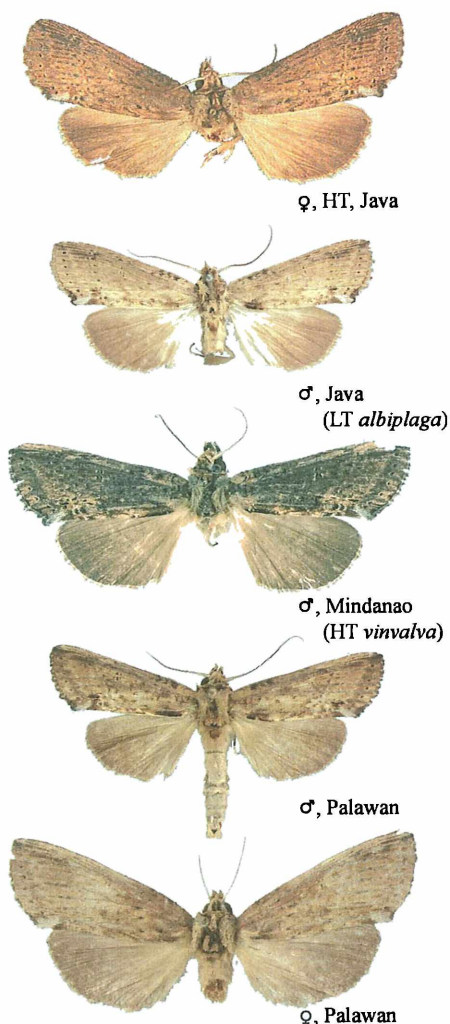 ♀, HT, Java
♂, Java
(LT albiplaga)
♂, Mindanao
(HT vinvalva)
♂, Palawan
♀, Palawan